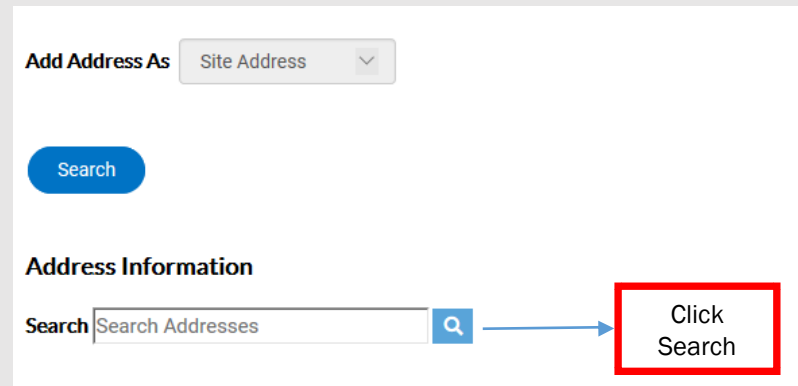 Add Address As Site Address
Search
Address Information
Search Search Addresses
Click
Search